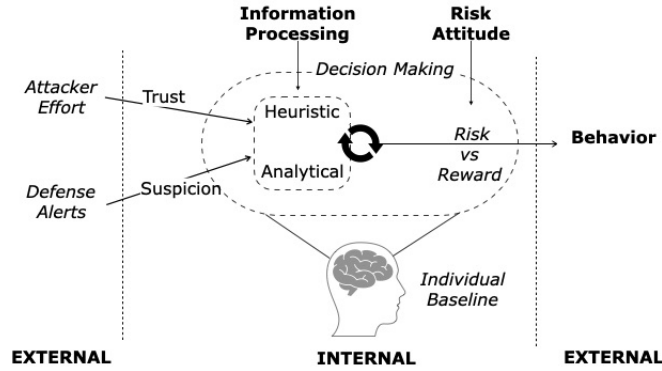 Information
Processing
Risk
Attitude
Decision Making
Attacker
Effort
Trust
Heuristic
Risk
vs
Reward
Behavior
Analytical
Defense
Alerts
Suspicion
Individual
Baseline
EXTERNAL
INTERNAL
EXTERNAL